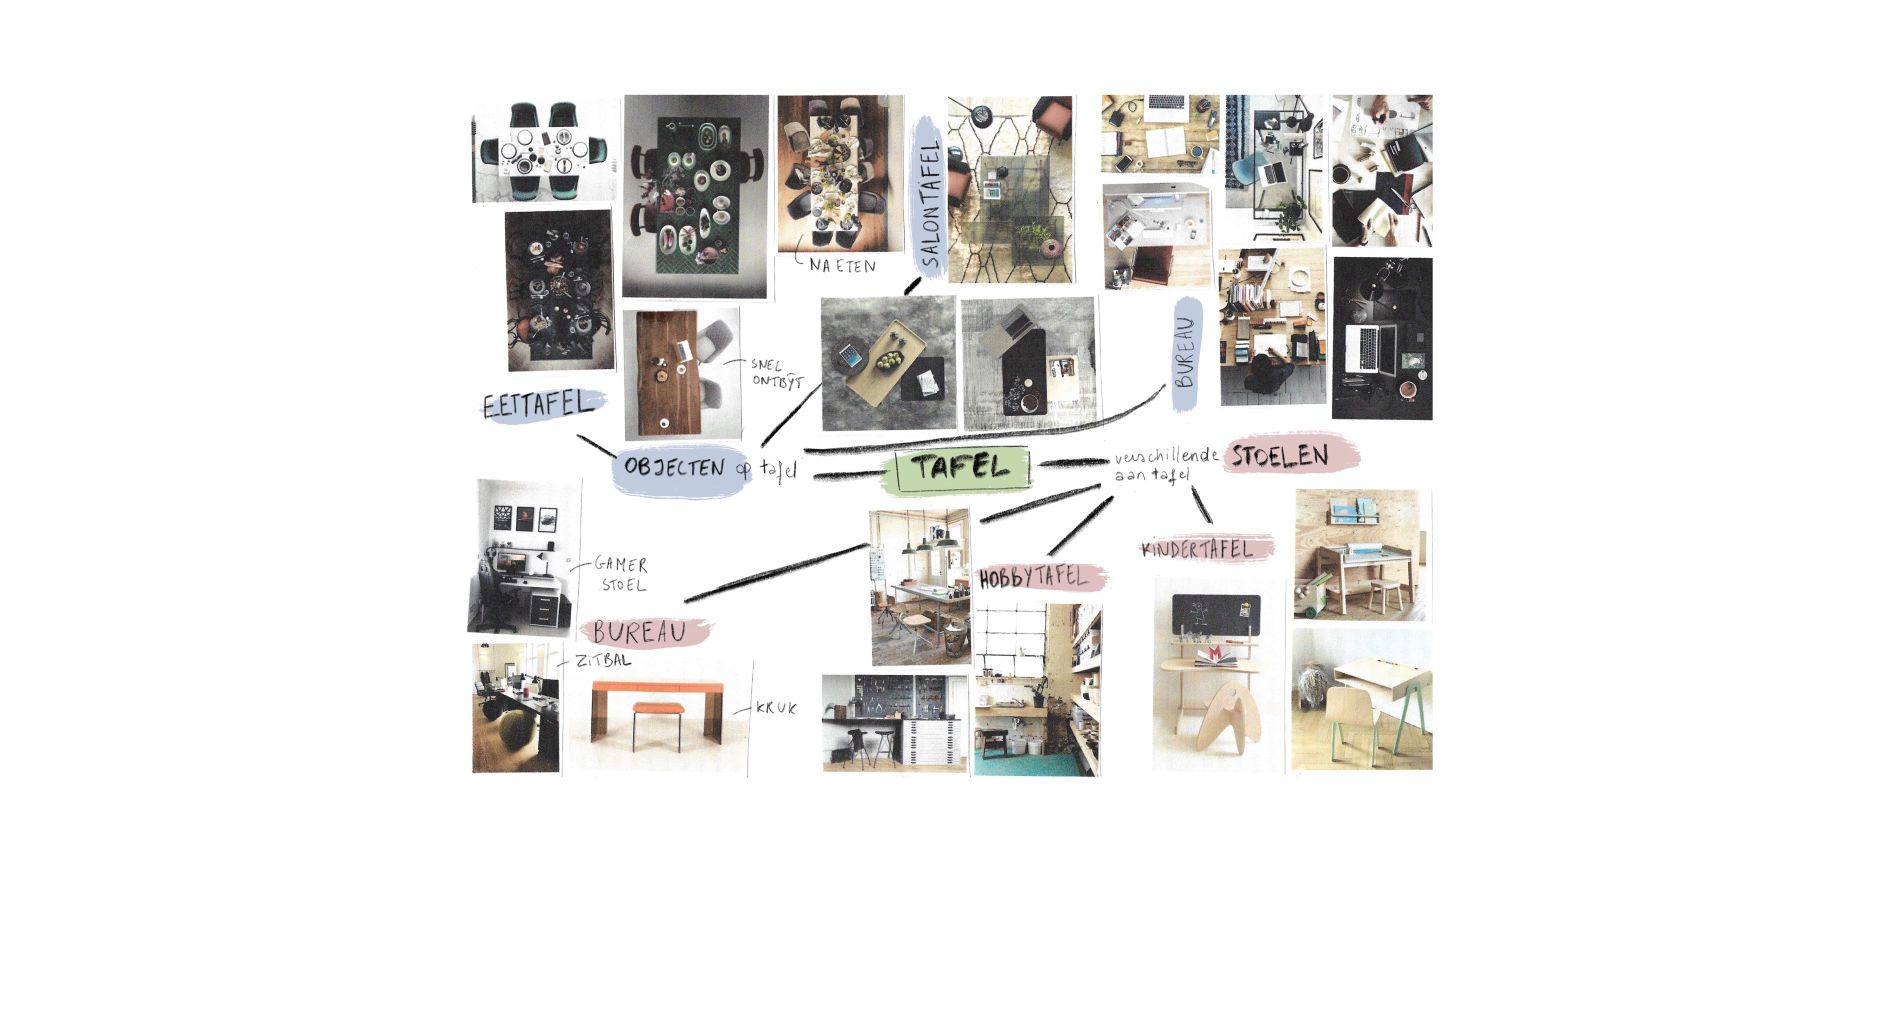 SALONTAFEL
NA ETEN
SNEL
ONTBŸT
BUREAU
EETTAFEL
OBJECTEN op tafel
TAFEL
verschillende STOELEN
aan tafel
GAMER
STOEL
KINDERTAFEL
HOBBYTAFEL
BUREAU
ZITBAL
KRUK
M